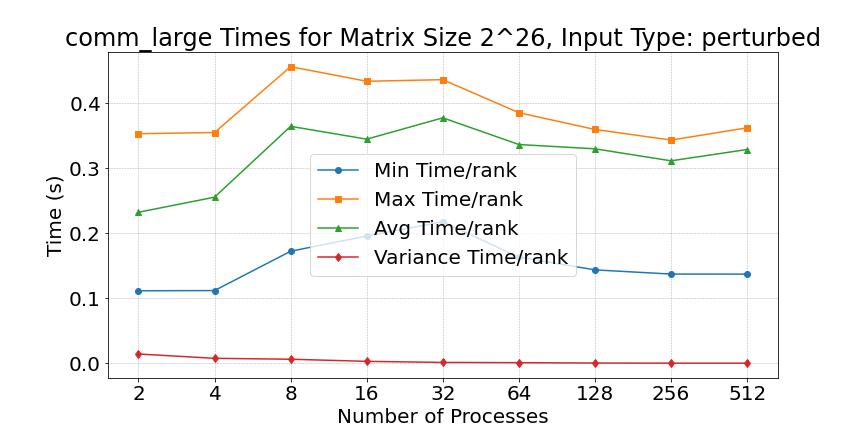 comm_large Times for Matrix Size 2^26, Input Type: perturbed
Time (s)
0.4
0.3
0.2
0.1
0.0
Min Time/rank
Max Time/rank
Avg Time/rank
Variance Time/rank
2 4 8 16 32 64 128 256 512
Number of Processes